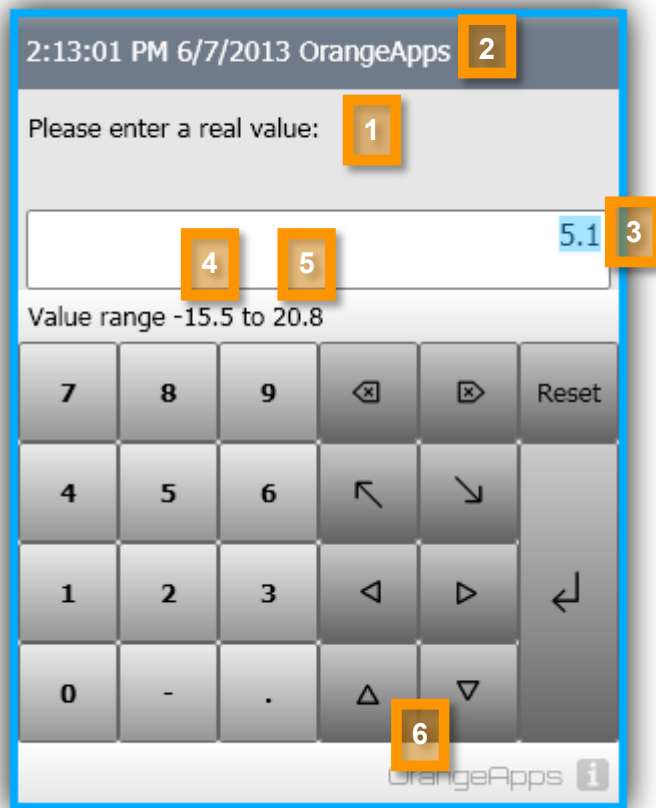 2:13:01 PM 6/7/2013 OrangeApps 2
Please enter a real value: 1
5.1 3
4 5
Value range -15.5 to 20.8
7 8 9 Reset
4 5 6
1 2 3
0 - .
6
OrangeApps i